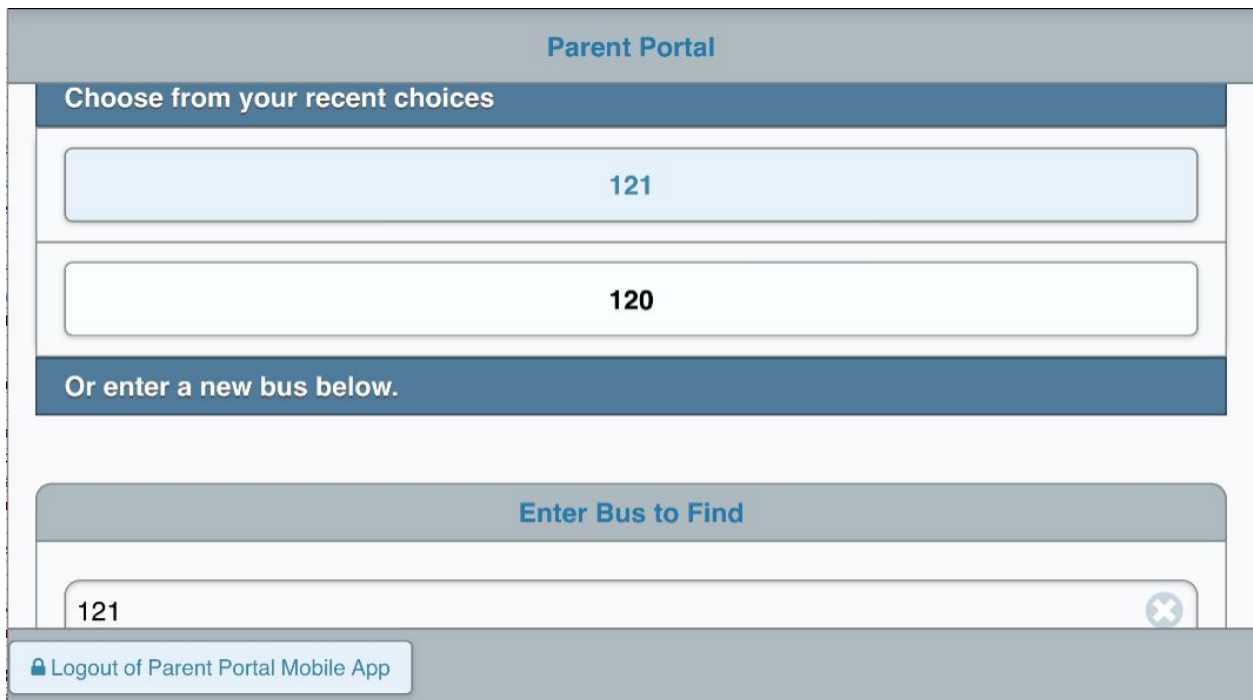 Parent Portal
Choose from your recent choices
121
120
Or enter a new bus below.
Enter Bus to Find
121
Logout of Parent Portal Mobile App